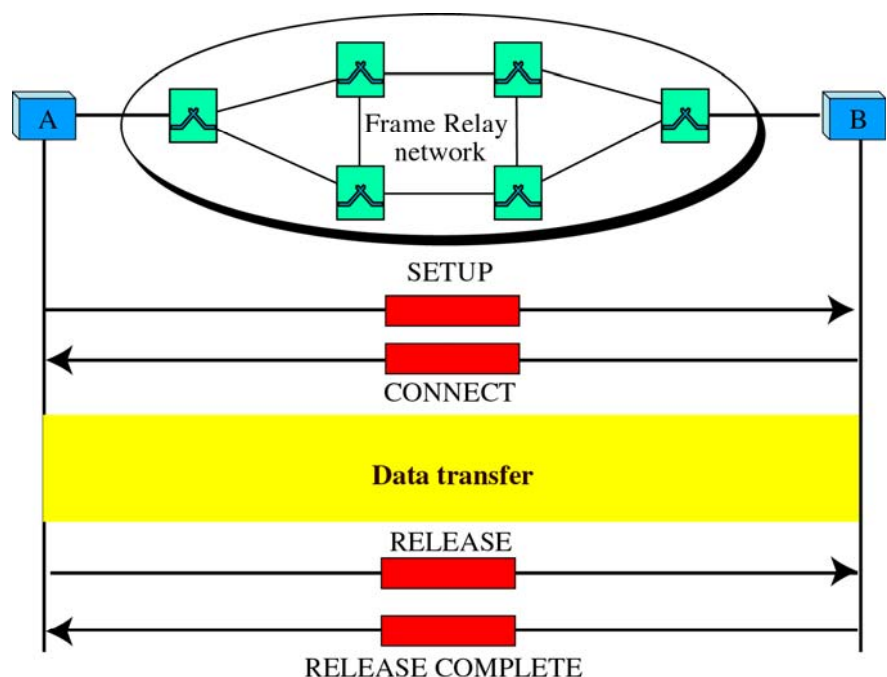 A
B
Frame Relay
network
SETUP
CONNECT
Data transfer
RELEASE
RELEASE COMPLETE